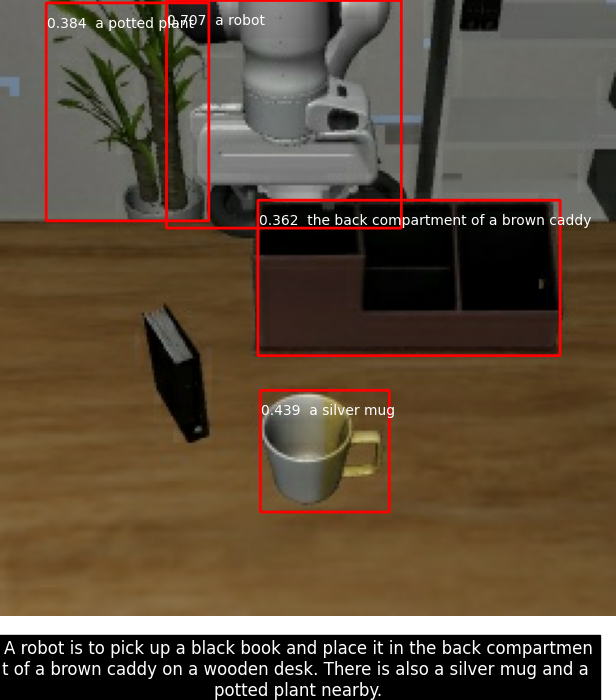 0.384 a potted plant
0.707 a robot
0.362 the back compartment of a brown caddy
0.439 a silver mug
A robot is to pick up a black book and place it in the back compartmen
t of a brown caddy on a wooden desk. There is also a silver mug and a
potted plant nearby.